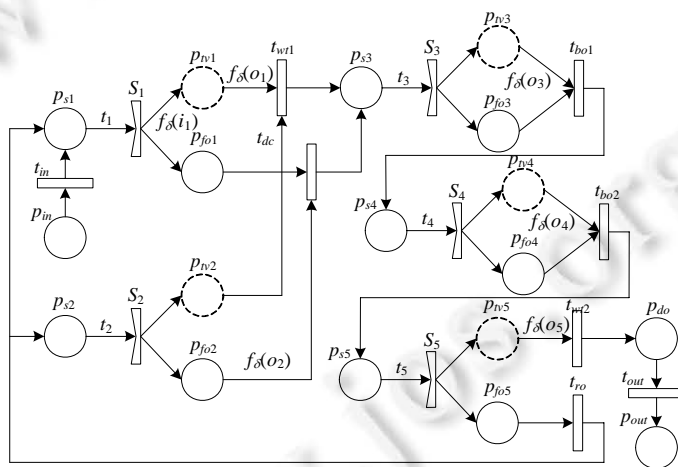 p_tv1
t_wt1
p_tv3
t_bo1
S_1
f_δ(o_1)
p_s3
S_3
p_s1
t_3
f_δ(o_3)
t_1
f_δ(i_1)
p_fo1
t_dc
p_fo3
t_in
p_tv4
t_bo2
p_in
p_s4
S_4
t_4
f_δ(o_4)
p_tv2
p_fo4
p_s2
S_2
t_2
p_fo2
f_δ(o_2)
p_tv5
t_wt2
p_do
p_s5
S_5
f_δ(o_5)
t_5
p_fo5
t_ro
t_out
p_out